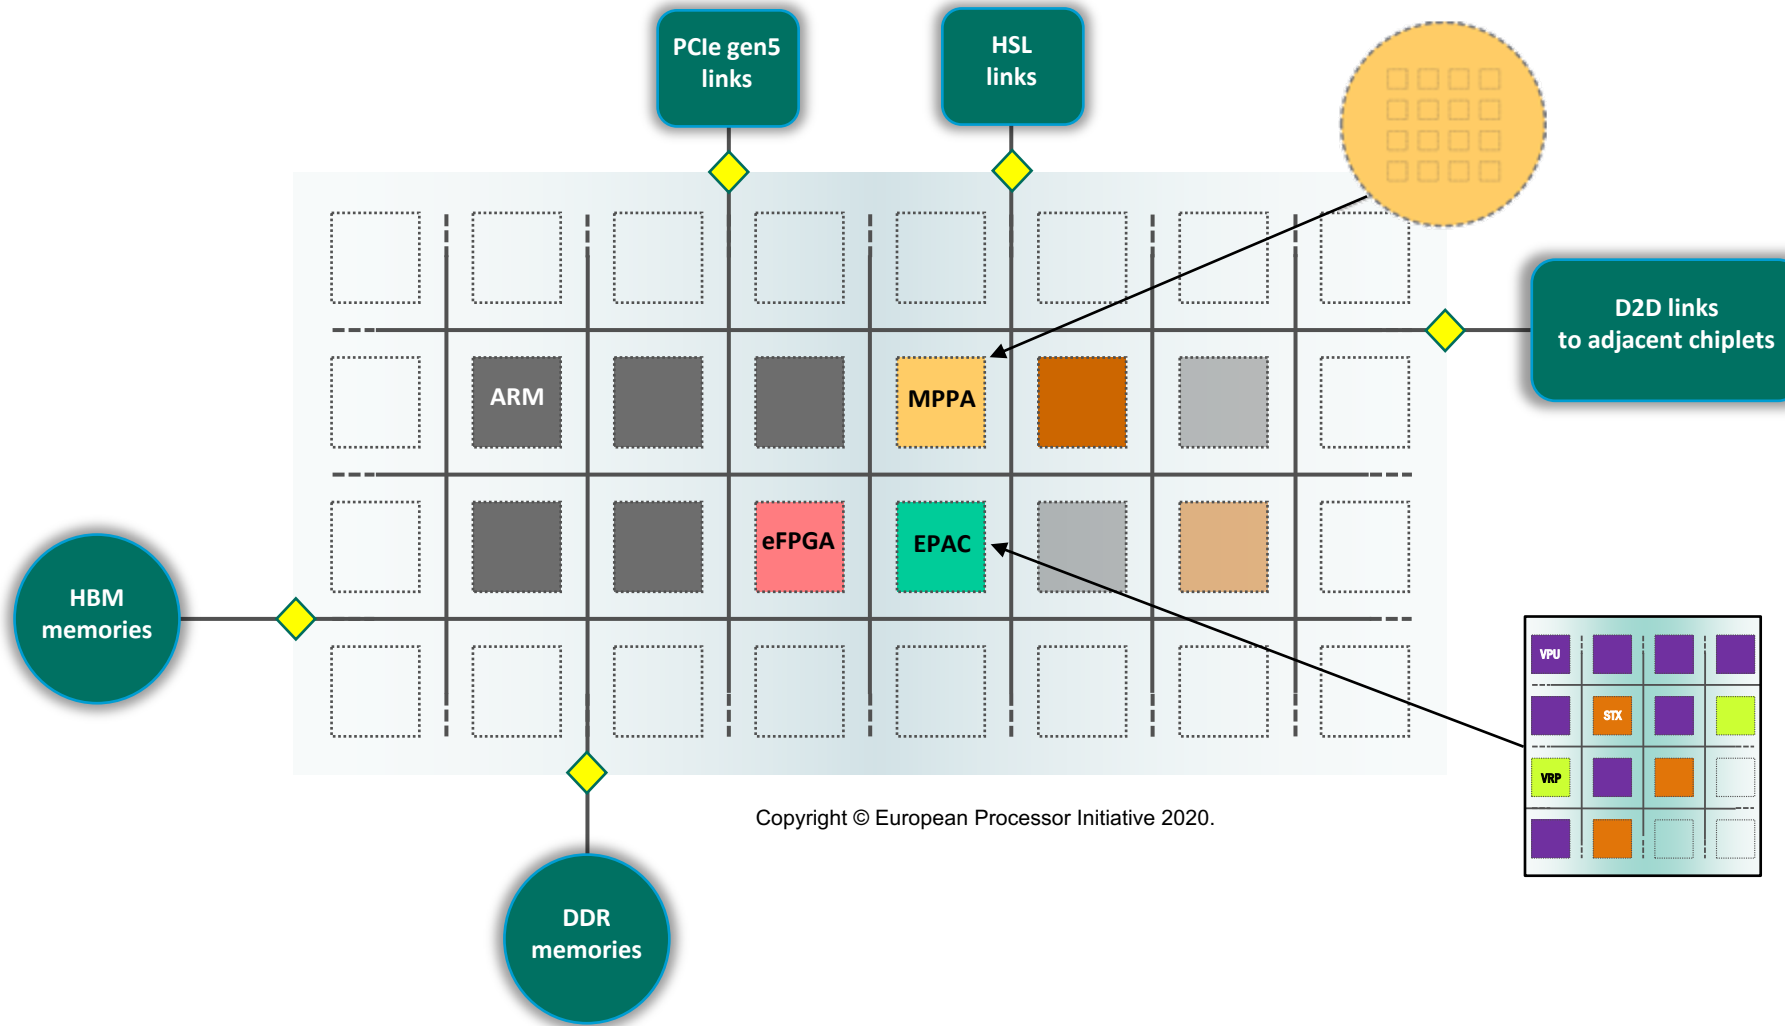 PCIe gen5
links
HSL
links
D2D links
to adjacent chiplets
ARM
MPPA
eFPGA
EPAC
HBM
memories
VPU
STX
VRP
Copyright © European Processor Initiative 2020.
DDR
memories